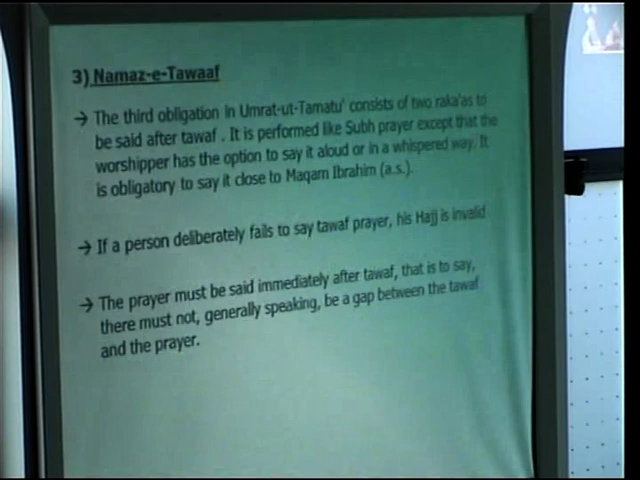 3) Namaz-e-Tawaaf
→ The third obligation in Umrat-ut-Tamatu' consists of two raka'as to
be said after tawaf . It is performed like Subh prayer except that the
worshipper has the option to say it aloud or in a whispered way. It
is obligatory to say it close to Maqam Ibrahim (a.s.).
→ If a person deliberately fails to say tawaf prayer, his Hajj is invalid
→ The prayer must be said immediately after tawaf, that is to say,
there must not, generally speaking, be a gap between the tawaf
and the prayer.